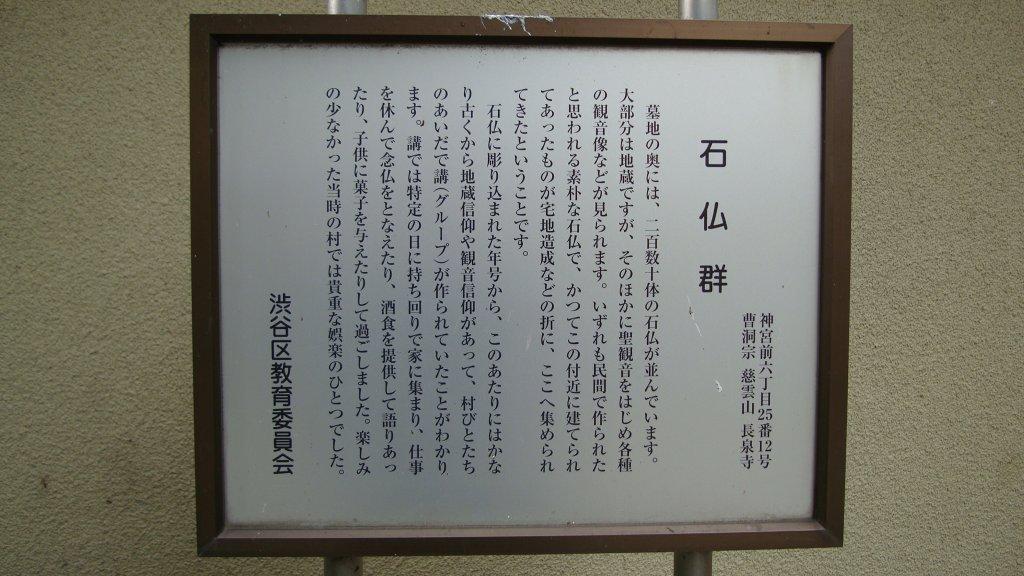 神宮前六丁目25番12号
曹洞宗 慈雲山 長泉寺
石仏群
墓地の奥には、二百数十体の石仏が並んでいます。
大部分は地蔵ですが、そのほかに聖観音をはじめ各種
の観音像などが見られます。いずれも民間で作られた
と思われる素朴な石仏で、かつてこの付近に建てられ
てあったものが宅地造成などの折に、ここへ集められ
てきたということです。
石仏に彫り込まれた年号から、このあたりにはかな
り古くから地蔵信仰や観音信仰があって、村びとたち
のあいだで講(グループ)が作られていたことがわかり
ます。講では特定の日に持ち回りで家に集まり、仕事
を休んで念仏をとなえたり、酒食を提供して語りあっ
たり、子供に菓子を与えたりして過ごしました。楽しみ
の少なかった当時の村では貴重な娯楽のひとつでした。
渋谷区教育委員会